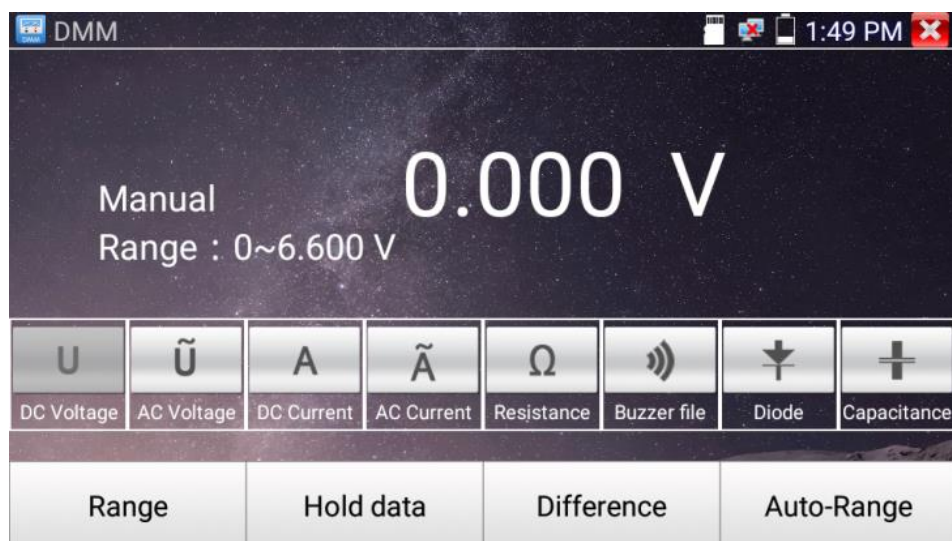 DMM
1:49 PM
0.000 V
Manual
Range : 0~6.600 V
U Ũ A Ã Ω
DC Voltage AC Voltage DC Current AC Current Resistance Buzzer file Diode Capacitance
Range Hold data Difference Auto-Range